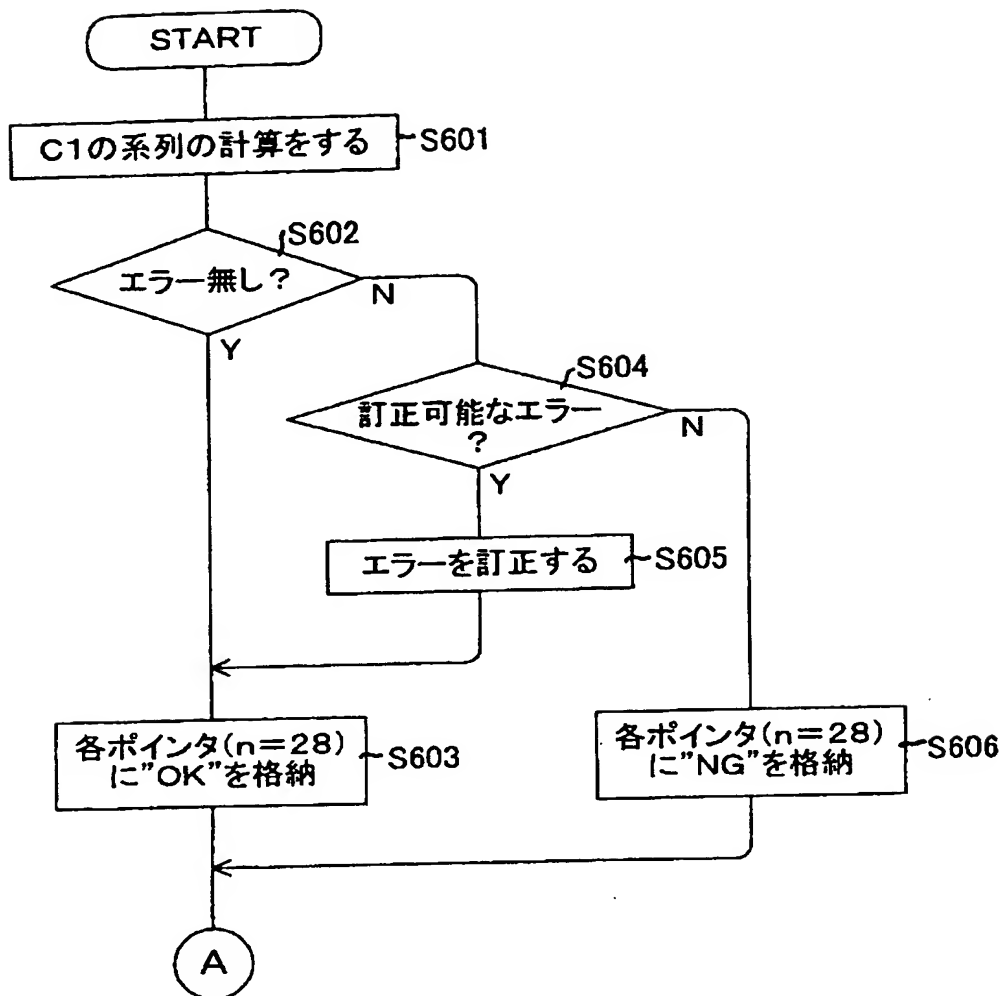 START
C1の系列の計算をする
S601
エラー無し?
S602
N
Y
訂正可能なエラー
?
S604
N
Y
エラーを訂正する
S605
各ポインタ(n=28)
に"OK"を格納
S603
各ポインタ(n=28)
に"NG"を格納
S606
A